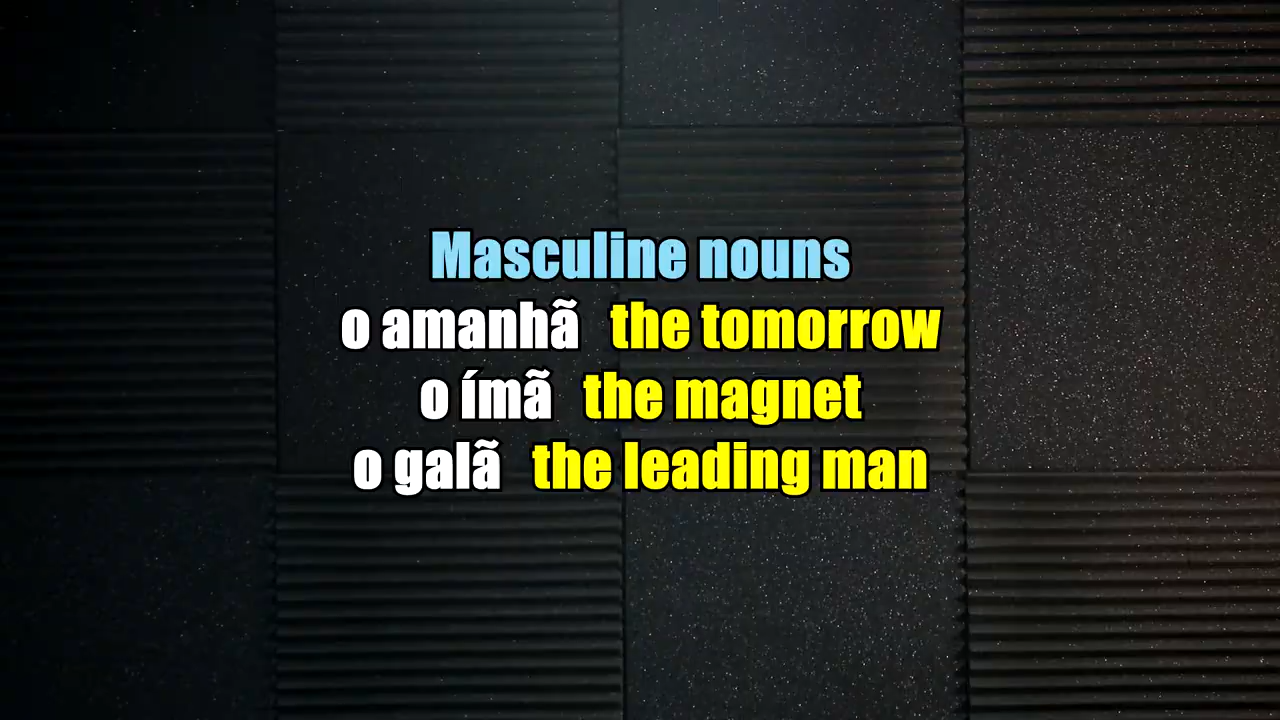 Masculine nouns
o amanhã the tomorrow
o ímã the magnet
o galã the leading man